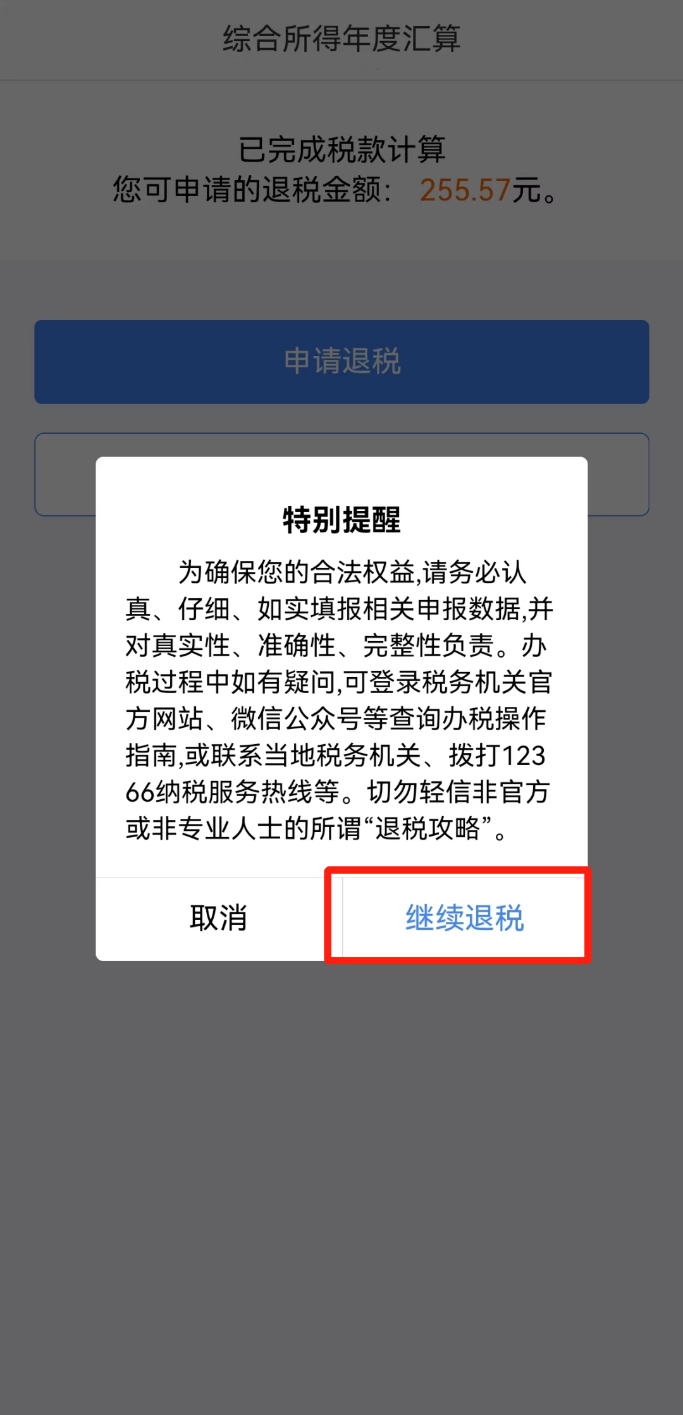 综合所得年度汇算
已完成税款计算
您可申请的退税金额: 255.57元。
申请退税
特别提醒
为确保您的合法权益,请务必认
真、仔细、如实填报相关申报数据,并
对真实性、准确性、完整性负责。办
税过程中如有疑问,可登录税务机关官
方网站、微信公众号等查询办税操作
指南,或联系当地税务机关、拨打123
66纳税服务热线等。切勿轻信非官方
或非专业人士的所谓“退税攻略”。
取消
继续退税